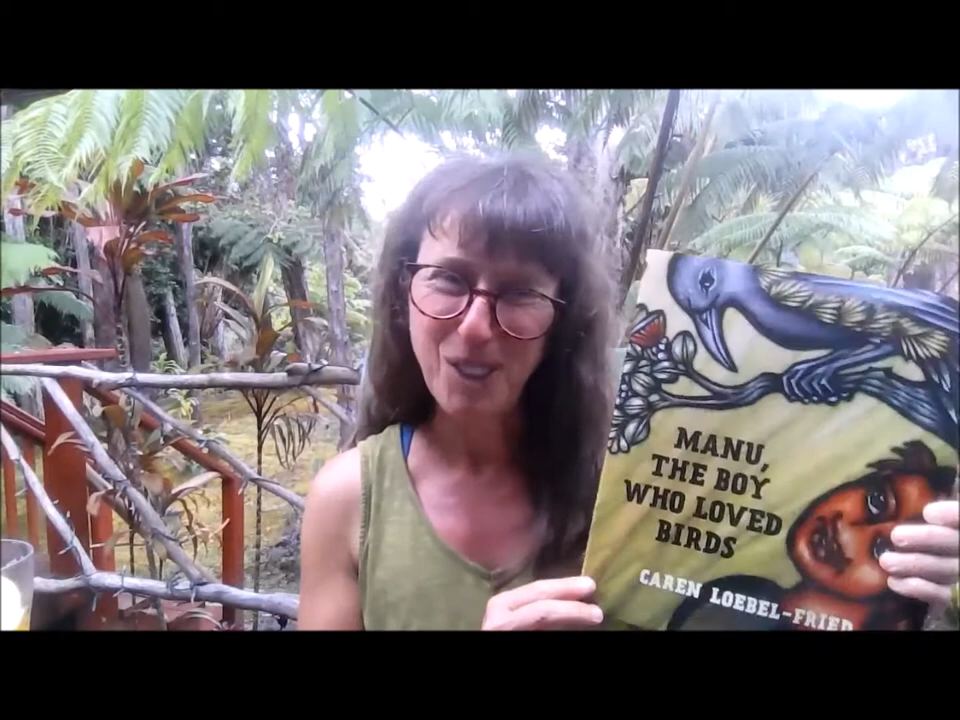 MANU,
THE BOY
WHO LOVED
BIRDS
CAREN LOEBEL-FRIED